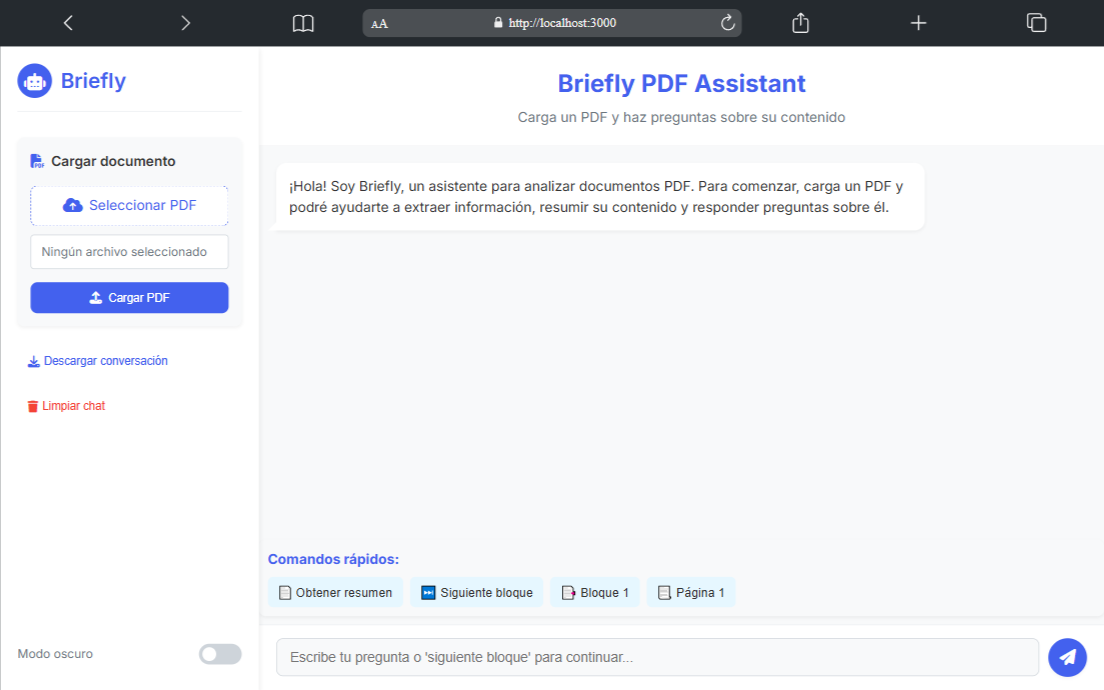 AA
http://localhost:3000
Briefly
PDF
Cargar documento
Seleccionar PDF
Ningún archivo seleccionado
Cargar PDF
Descargar conversación
Limpiar chat
Modo oscuro
Briefly PDF Assistant
Carga un PDF y haz preguntas sobre su contenido
¡Hola! Soy Briefly, un asistente para analizar documentos PDF. Para comenzar, carga un PDF y
podré ayudarte a extraer información, resumir su contenido y responder preguntas sobre él.
Comandos rápidos:
Obtener resumen
Siguiente bloque
Bloque 1
Página 1
Escribe tu pregunta o 'siguiente bloque' para continuar...